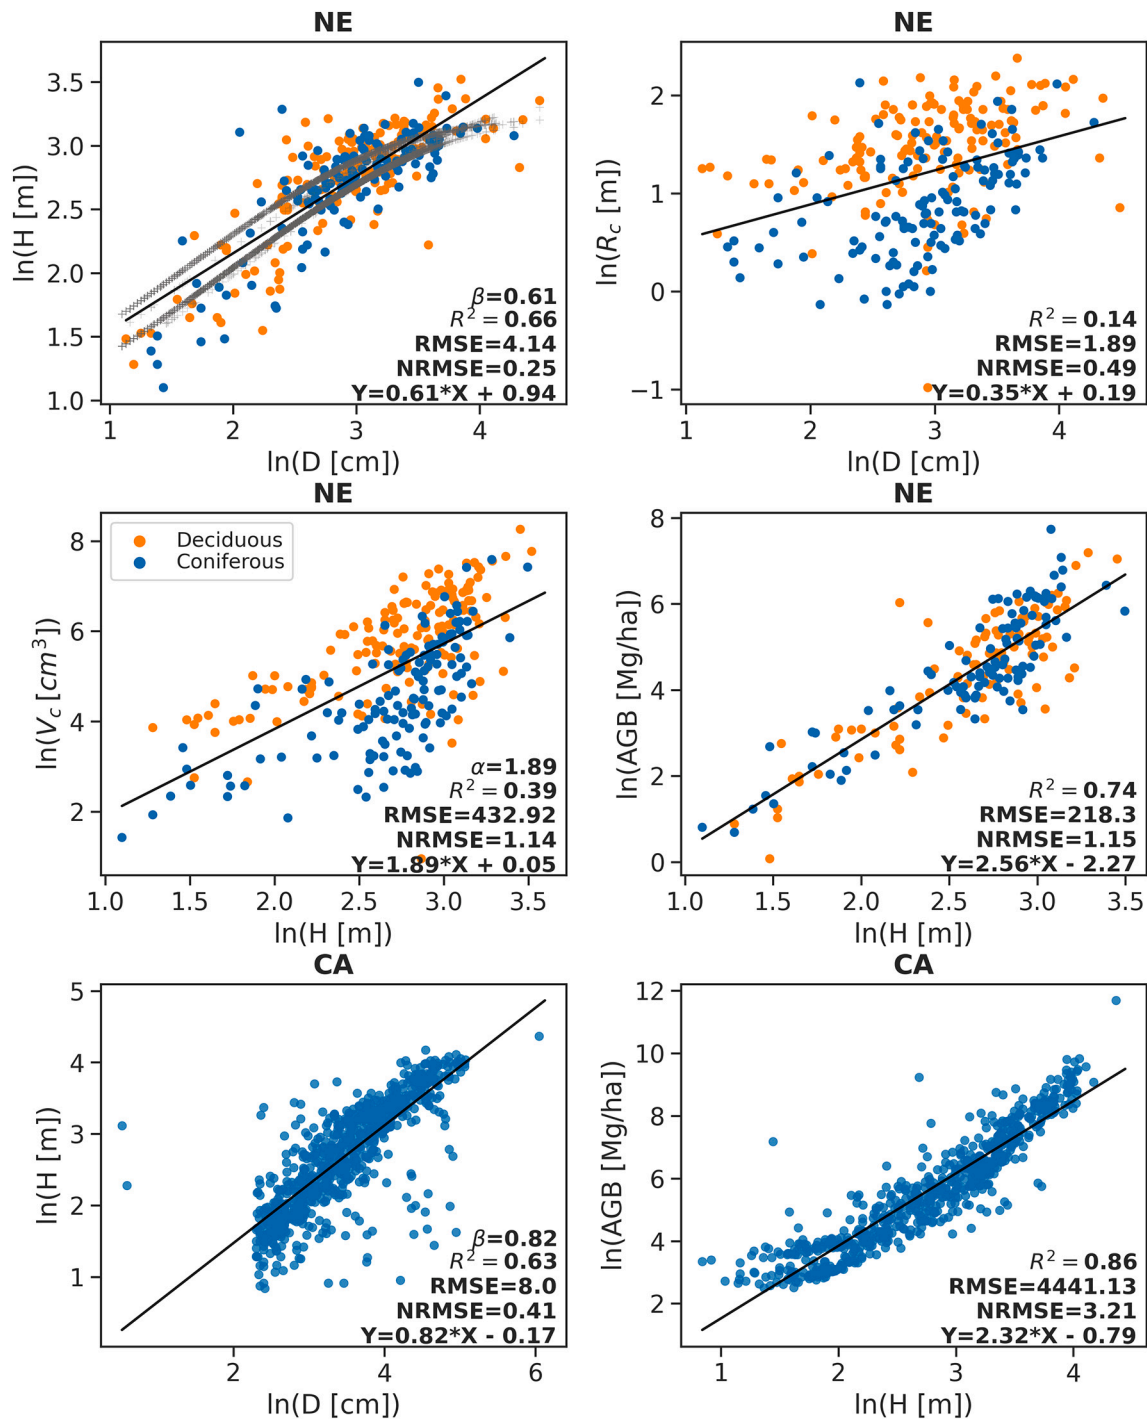 NE
3.5
3.0
2.5
2.0
1.5
1.0
ln(H [m])
β=0.61
R² = 0.66
RMSE=4.14
NRMSE=0.25
Y=0.61*X + 0.94
1 2 3 4
ln(D [cm])
NE
2
1
0
−1
ln(R_c [m])
R² = 0.14
RMSE=1.89
NRMSE=0.49
Y=0.35*X + 0.19
1 2 3 4
ln(D [cm])
NE
Deciduous
Coniferous
8
6
4
2
ln(V_c [cm³])
α=1.89
R² = 0.39
RMSE=432.92
NRMSE=1.14
Y=1.89*X + 0.05
1.0 1.5 2.0 2.5 3.0 3.5
ln(H [m])
NE
8
6
4
2
0
ln(AGB [Mg/ha])
R² = 0.74
RMSE=218.3
NRMSE=1.15
Y=2.56*X - 2.27
1.0 1.5 2.0 2.5 3.0 3.5
ln(H [m])
CA
5
4
3
2
1
ln(H [m])
β=0.82
R² = 0.63
RMSE=8.0
NRMSE=0.41
Y=0.82*X - 0.17
2 4 6
ln(D [cm])
CA
12
10
8
6
4
2
ln(AGB [Mg/ha])
R² = 0.86
RMSE=4441.13
NRMSE=3.21
Y=2.32*X - 0.79
1 2 3 4
ln(H [m])